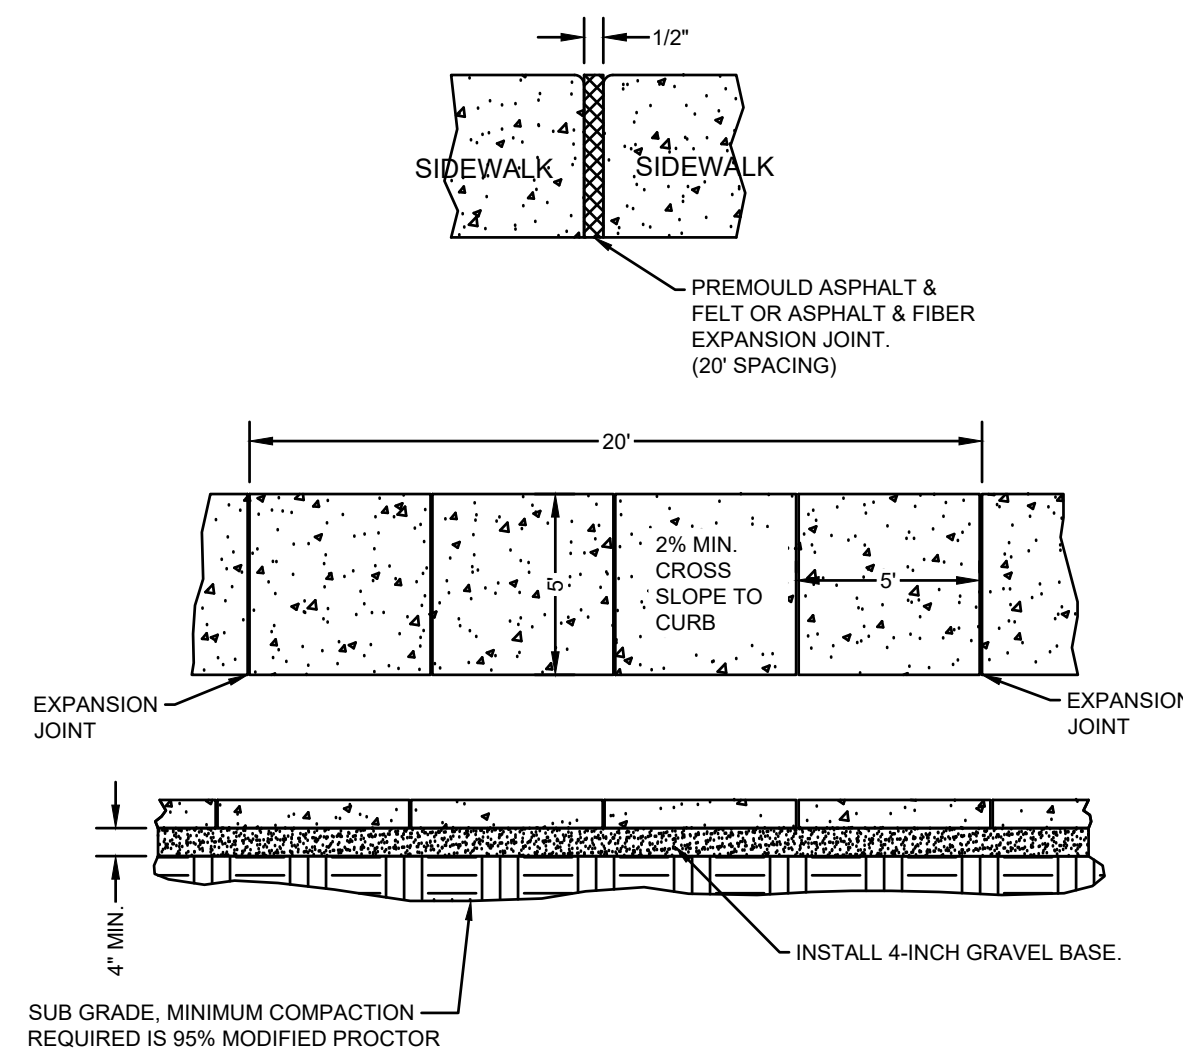 1/2"
SIDEWALK
SIDEWALK
PREMOULD ASPHALT &
FELT OR ASPHALT & FIBER
EXPANSION JOINT.
(20' SPACING)
20'
5'
2% MIN.
CROSS
SLOPE TO
CURB
5'
EXPANSION
JOINT
EXPANSION
JOINT
4" MIN.
INSTALL 4-INCH GRAVEL BASE.
SUB GRADE, MINIMUM COMPACTION
REQUIRED IS 95% MODIFIED PROCTOR